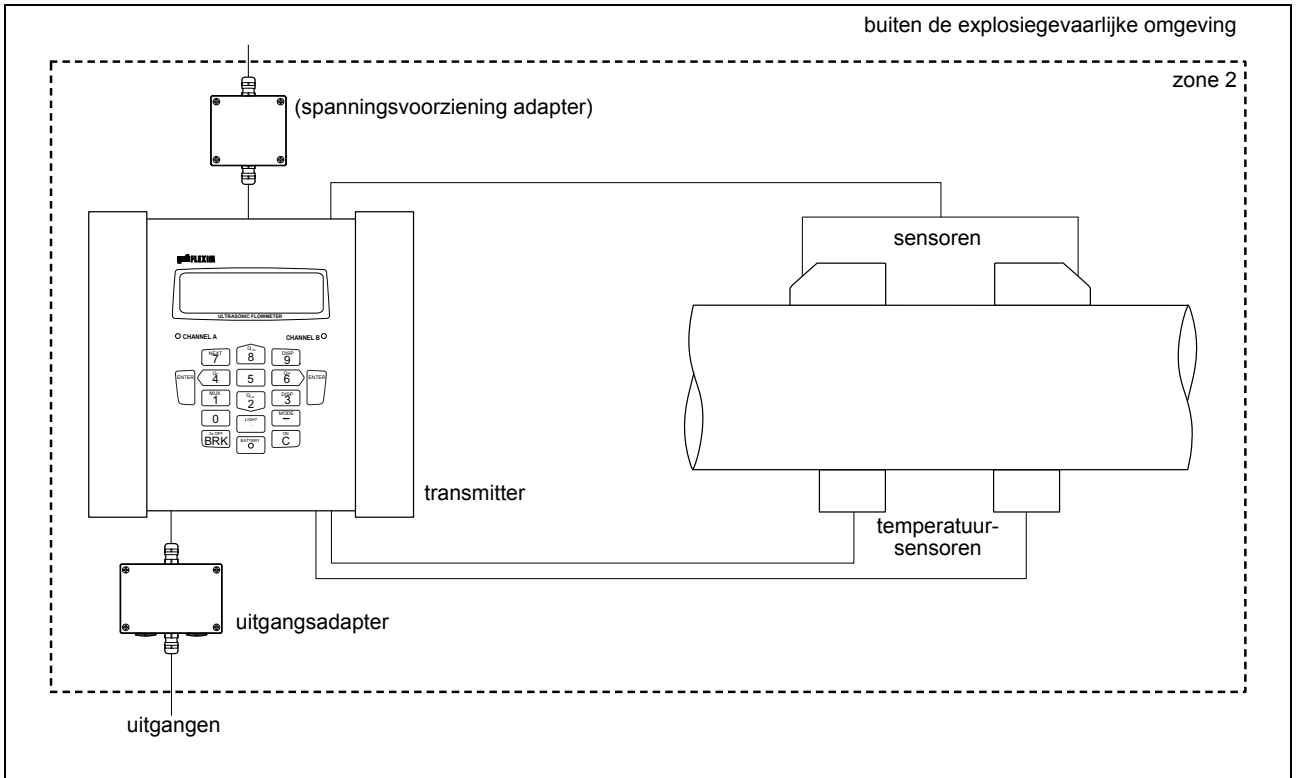 buiten de explosiegevaarlijke omgeving
zone 2
(spanningsvoorziening adapter)
sensoren
FLEXIM
ULTRASONIC FLOWMETER
CHANNEL A
CHANNEL B
NEXT
7
8
DISP
9
ENTER
4
5
6
ENTER
MUX
1
2
DISP
3
0
LIGHT
MODE
–
3x OFF
BRK
BATTERY
ON
C
transmitter
temperatuur-
sensoren
uitgangsadapter
uitgangen